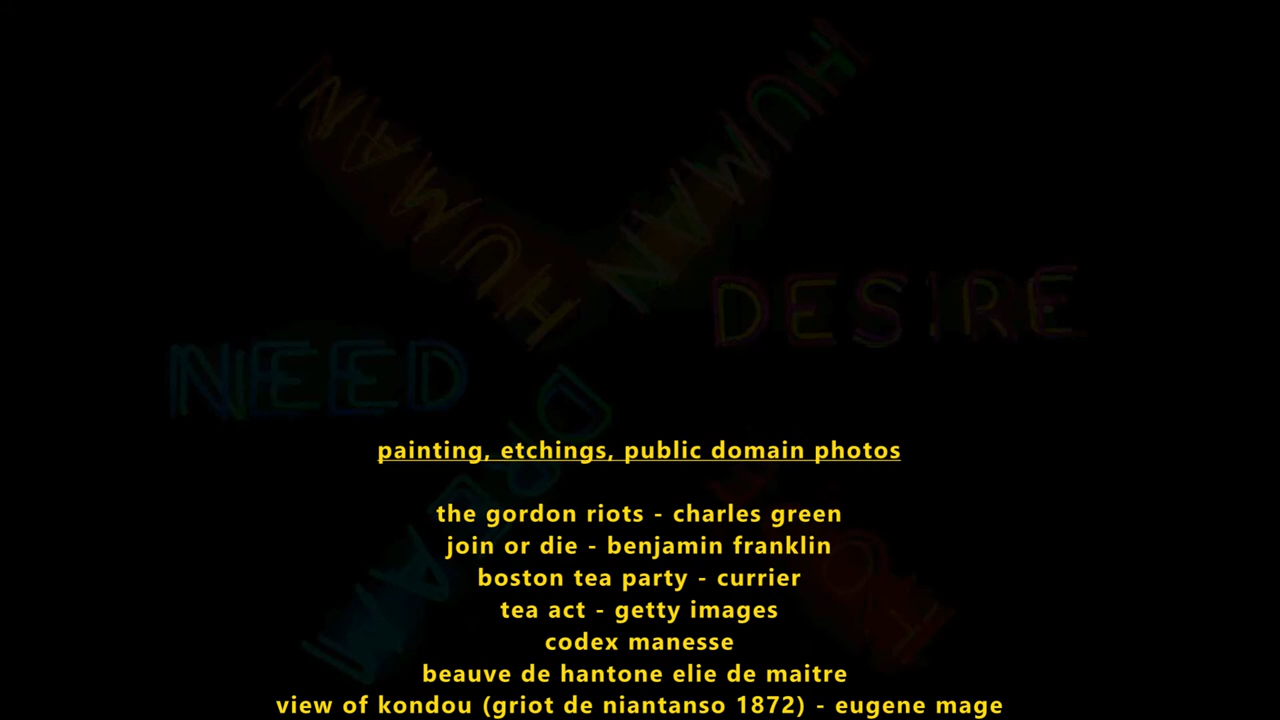 HUMAN
HUMAN
DESIRE
NEED
DREAM
painting, etchings, public domain photos
the gordon riots - charles green
join or die - benjamin franklin
boston tea party - currier
tea act - getty images
codex manesse
beauve de hantone elie de maitre
view of kondou (griot de niantanso 1872) - eugene mage